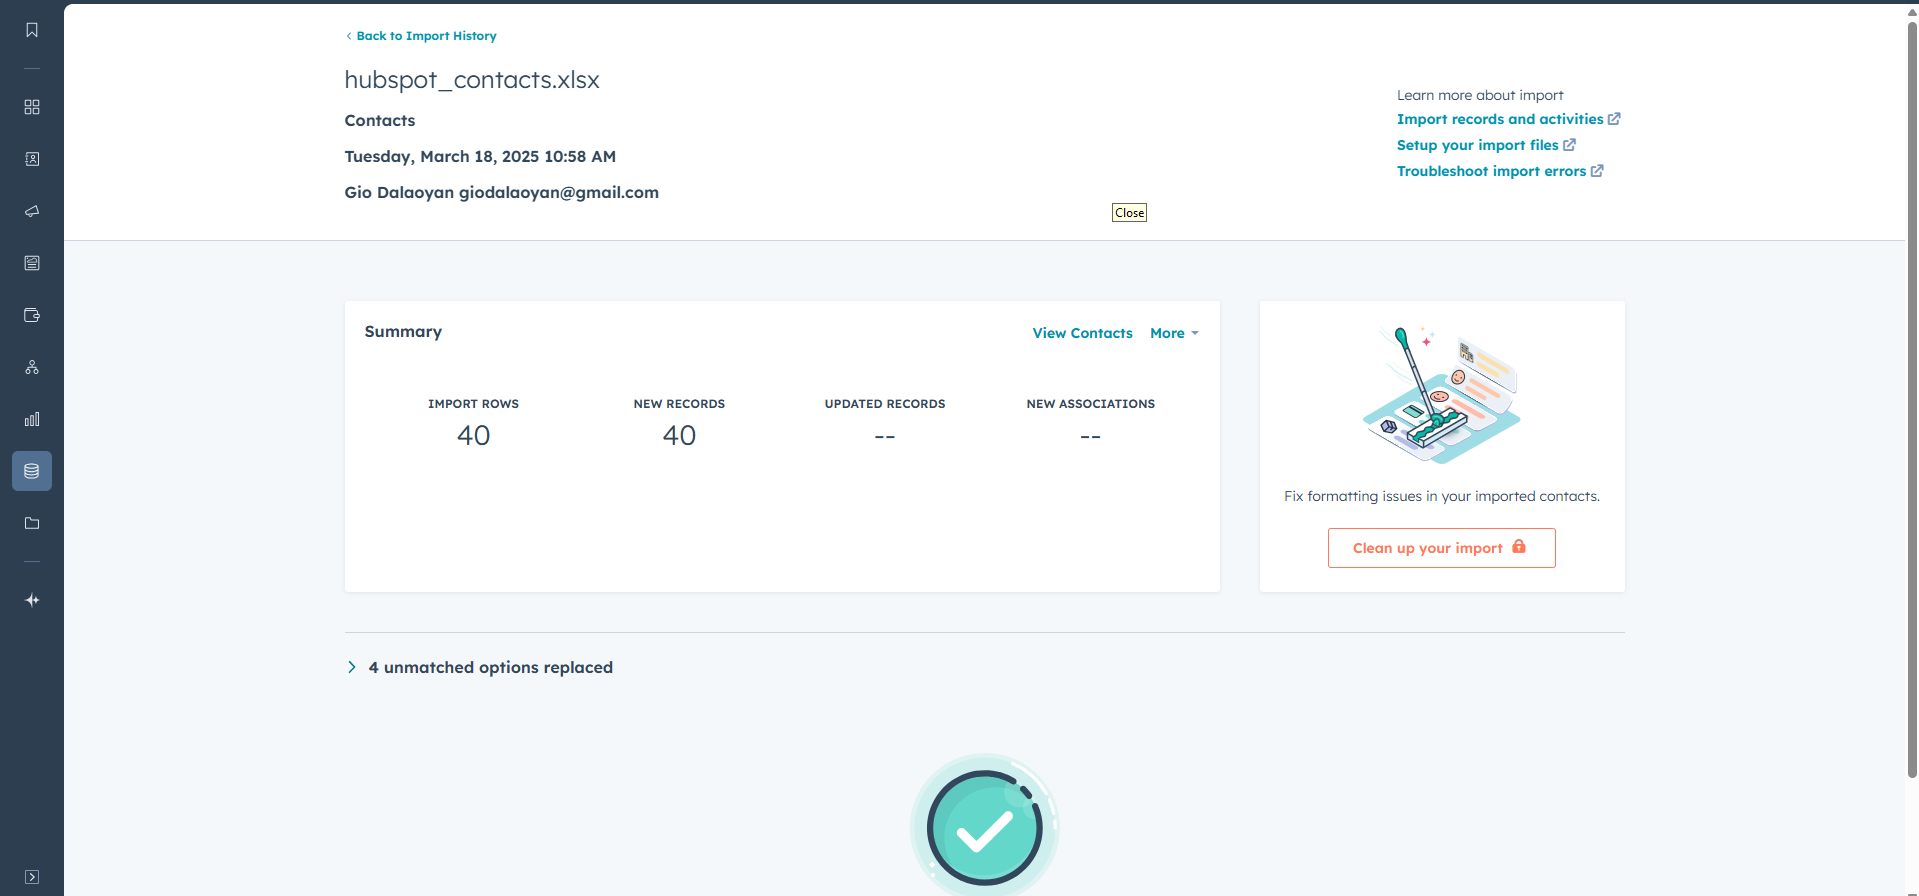 Back to Import History
hubspot_contacts.xlsx
Contacts
Tuesday, March 18, 2025 10:58 AM
Gio Dalaoyan giodalaoyan@gmail.com
Learn more about import
Import records and activities
Setup your import files
Troubleshoot import errors
Close
Summary
View Contacts
More
IMPORT ROWS
40
NEW RECORDS
40
UPDATED RECORDS
--
NEW ASSOCIATIONS
--
Fix formatting issues in your imported contacts.
Clean up your import
4 unmatched options replaced